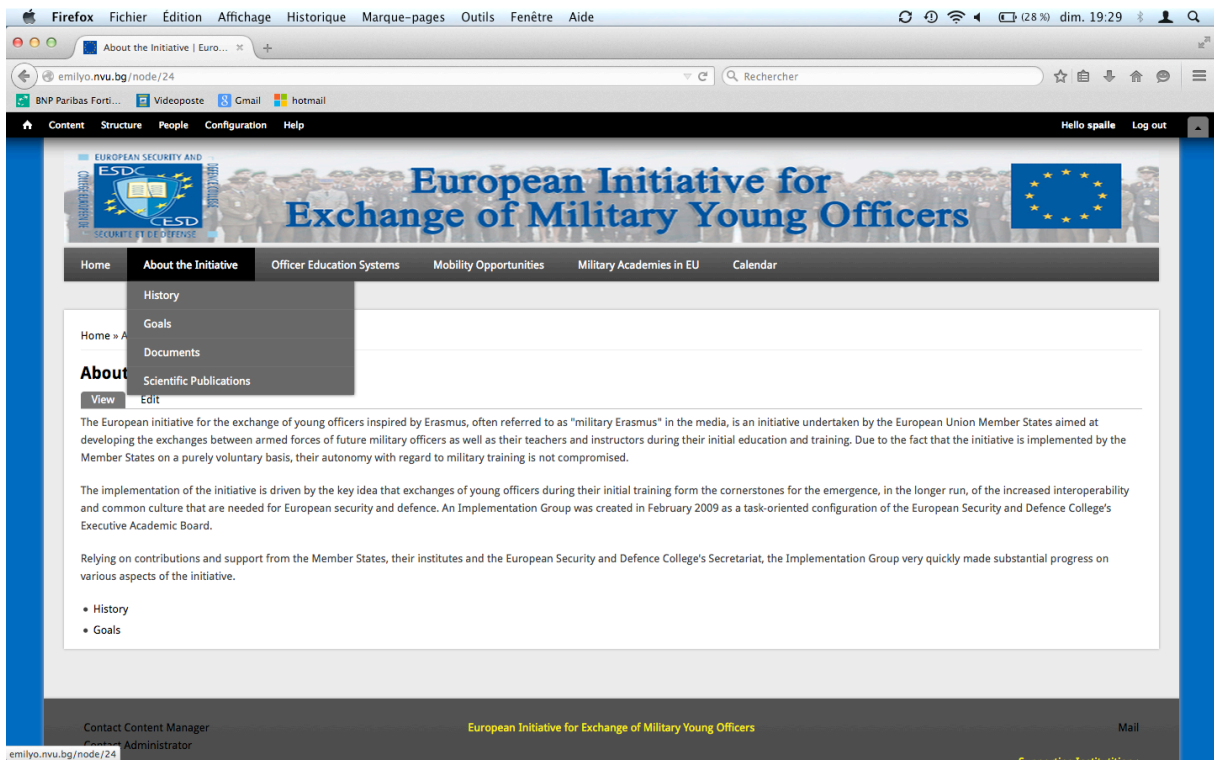 Firefox Fichier Édition Affichage Historique Marque-pages Outils Fenêtre Aide (28 %) dim. 19:29
About the Initiative | Euro...
emilyo.nvu.bg/node/24 Rechercher
BNP Paribas Forti... Videoposte Gmail hotmail
Content Structure People Configuration Help Hello spaile Log out
EUROPEAN SECURITY AND
DEFENCE COLLEGE
ESDC
CESD
SECURITE ET DE DEFENSE
European Initiative for
Exchange of Military Young Officers
Home About the Initiative Officer Education Systems Mobility Opportunities Military Academies in EU Calendar
History
Goals
Documents
Scientific Publications
Home » A
About
View Edit
The European initiative for the exchange of young officers inspired by Erasmus, often referred to as "military Erasmus" in the media, is an initiative undertaken by the European Union Member States aimed at
developing the exchanges between armed forces of future military officers as well as their teachers and instructors during their initial education and training. Due to the fact that the initiative is implemented by the
Member States on a purely voluntary basis, their autonomy with regard to military training is not compromised.
The implementation of the initiative is driven by the key idea that exchanges of young officers during their initial training form the cornerstones for the emergence, in the longer run, of the increased interoperability
and common culture that are needed for European security and defence. An Implementation Group was created in February 2009 as a task-oriented configuration of the European Security and Defence College's
Executive Academic Board.
Relying on contributions and support from the Member States, their institutes and the European Security and Defence College's Secretariat, the Implementation Group very quickly made substantial progress on
various aspects of the initiative.
History
Goals
Contact Content Manager European Initiative for Exchange of Military Young Officers Mail
Contact Administrator
emilyo.nvu.bg/node/24